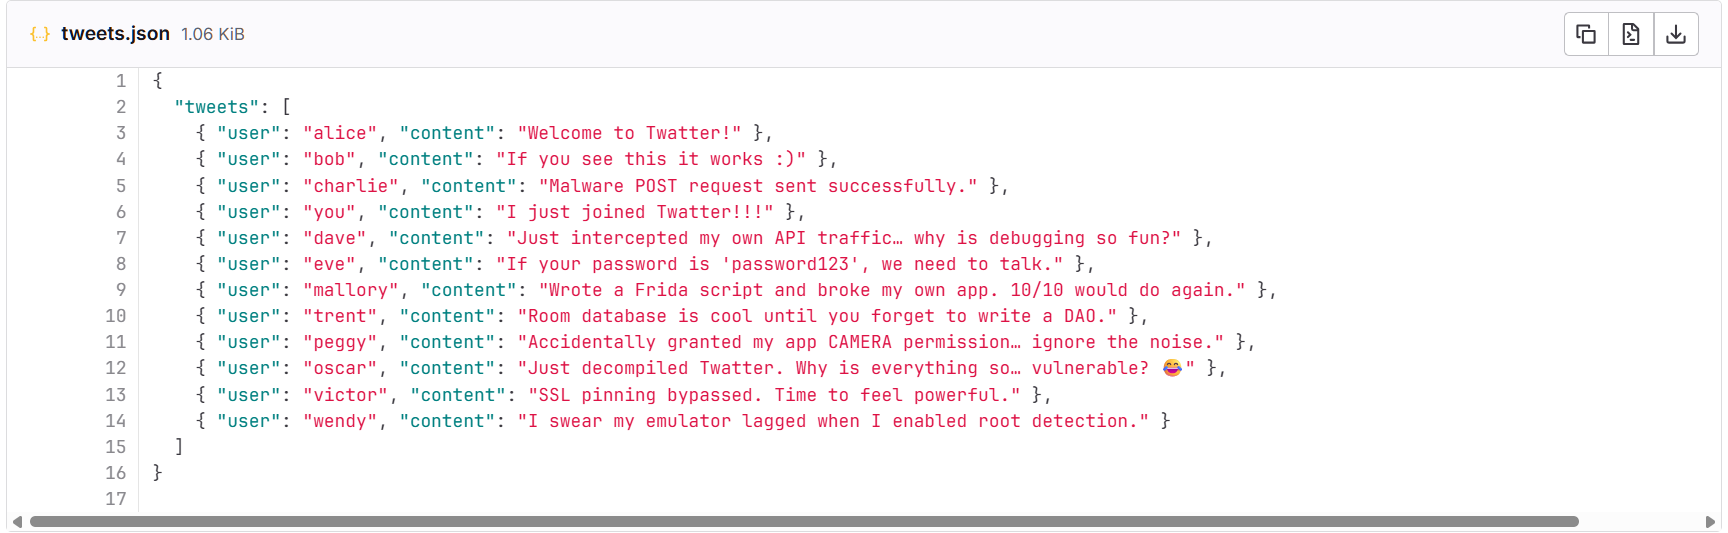 {..} tweets.json 1.06 KiB
1 {
2   "tweets": [
3     { "user": "alice", "content": "Welcome to Twatter!" },
4     { "user": "bob", "content": "If you see this it works :)" },
5     { "user": "charlie", "content": "Malware POST request sent successfully." },
6     { "user": "you", "content": "I just joined Twatter!!!" },
7     { "user": "dave", "content": "Just intercepted my own API traffic… why is debugging so fun?" },
8     { "user": "eve", "content": "If your password is 'password123', we need to talk." },
9     { "user": "mallory", "content": "Wrote a Frida script and broke my own app. 10/10 would do again." },
10     { "user": "trent", "content": "Room database is cool until you forget to write a DAO." },
11     { "user": "peggy", "content": "Accidentally granted my app CAMERA permission… ignore the noise." },
12     { "user": "oscar", "content": "Just decompiled Twatter. Why is everything so… vulnerable? 😂" },
13     { "user": "victor", "content": "SSL pinning bypassed. Time to feel powerful." },
14     { "user": "wendy", "content": "I swear my emulator lagged when I enabled root detection." }
15   ]
16 }
17